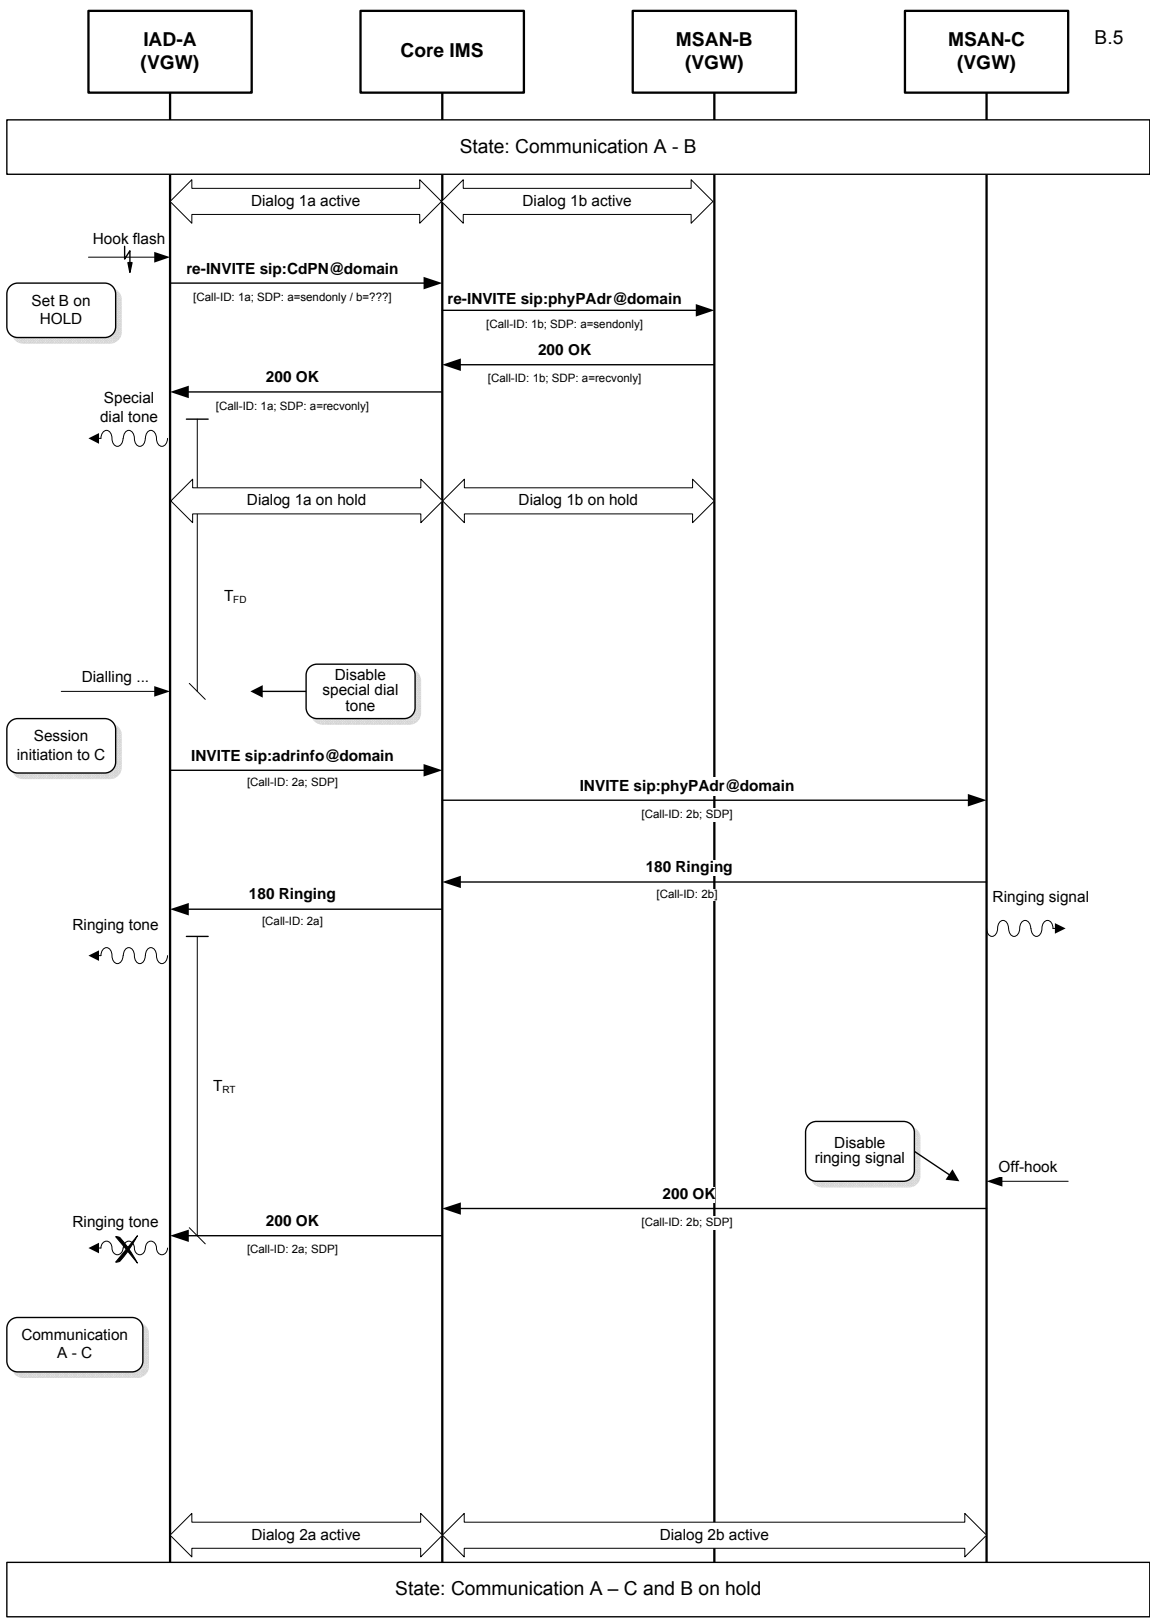 IAD-A
(VGW)
Core IMS
MSAN-B
(VGW)
MSAN-C
(VGW)
B.5
State: Communication A - B
Dialog 1a active
Dialog 1b active
Hook flash
re-INVITE sip:CdPN@domain
[Call-ID: 1a; SDP: a=sendonly / b=???]
Set B on
HOLD
re-INVITE sip:phyPAdr@domain
[Call-ID: 1b; SDP: a=sendonly]
200 OK
[Call-ID: 1b; SDP: a=recvonly]
200 OK
[Call-ID: 1a; SDP: a=recvonly]
Special
dial tone
Dialog 1a on hold
Dialog 1b on hold
TFD
Dialling ...
Disable
special dial
tone
Session
initiation to C
INVITE sip:adrinfo@domain
[Call-ID: 2a; SDP]
INVITE sip:phyPAdr@domain
[Call-ID: 2b; SDP]
180 Ringing
[Call-ID: 2b]
180 Ringing
[Call-ID: 2a]
Ringing signal
Ringing tone
TRT
Disable
ringing signal
Off-hook
200 OK
[Call-ID: 2b; SDP]
200 OK
[Call-ID: 2a; SDP]
Ringing tone
Communication
A - C
Dialog 2a active
Dialog 2b active
State: Communication A – C and B on hold